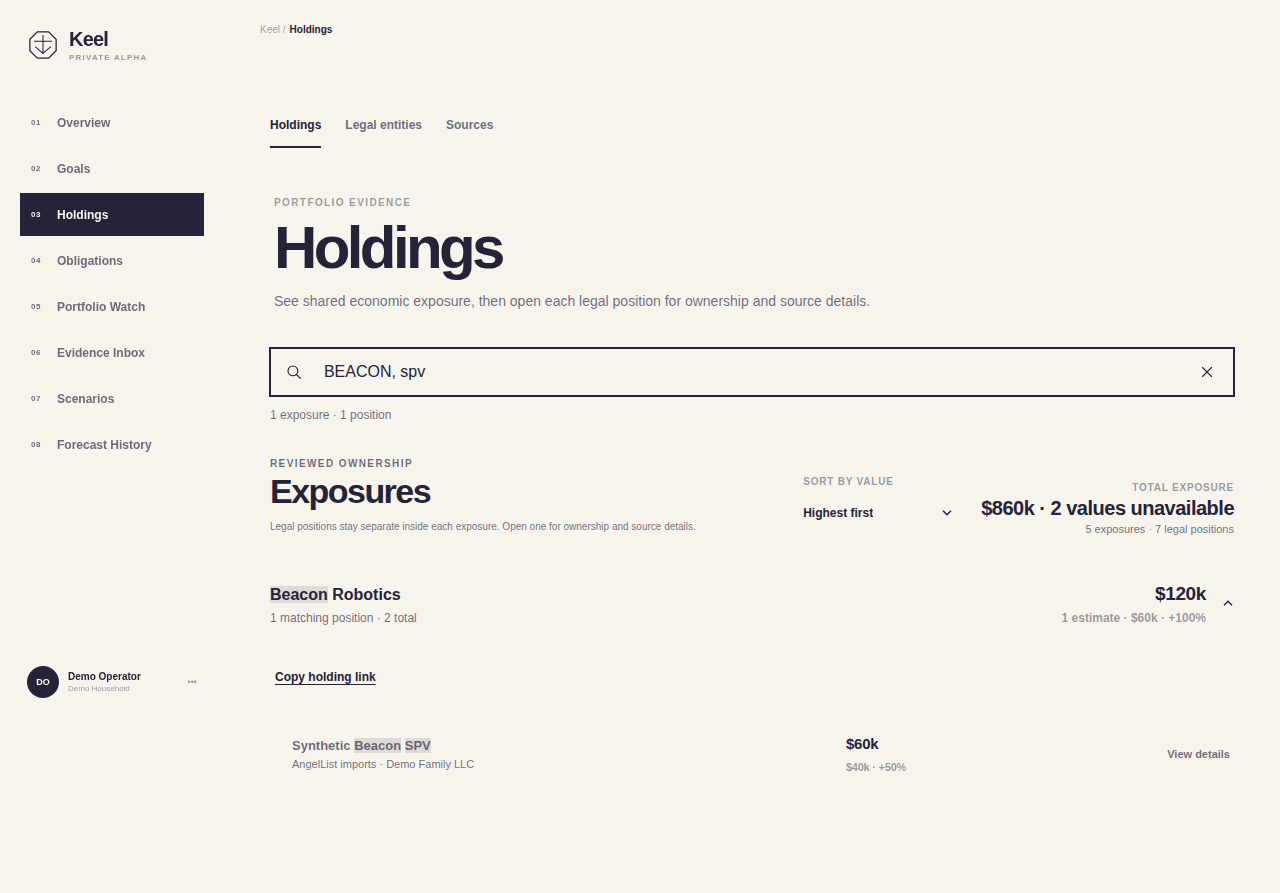 Keel
PRIVATE ALPHA
01 Overview
02 Goals
03 Holdings
04 Obligations
05 Portfolio Watch
06 Evidence Inbox
07 Scenarios
08 Forecast History
DO
Demo Operator
Demo Household
•••
Keel / Holdings
Holdings Legal entities Sources
PORTFOLIO EVIDENCE
Holdings
See shared economic exposure, then open each legal position for ownership and source details.
BEACON, spv
1 exposure · 1 position
REVIEWED OWNERSHIP
Exposures
Legal positions stay separate inside each exposure. Open one for ownership and source details.
SORT BY VALUE
Highest first
TOTAL EXPOSURE
$860k · 2 values unavailable
5 exposures · 7 legal positions
Beacon Robotics
1 matching position · 2 total
$120k
1 estimate · $60k · +100%
Copy holding link
Synthetic Beacon SPV
AngelList imports · Demo Family LLC
$60k
$40k · +50%
View details